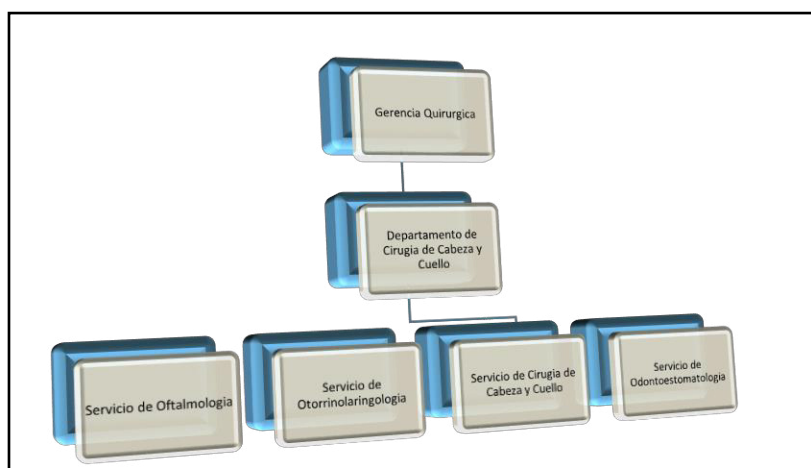 Gerencia Quirurgica
Departamento de
Cirugia de Cabeza y
Cuello
Servicio de Oftalmologia
Servicio de
Otorrinolaringologia
Servicio de Cirugia de
Cabeza y Cuello
Servicio de
Odontoestomatologia